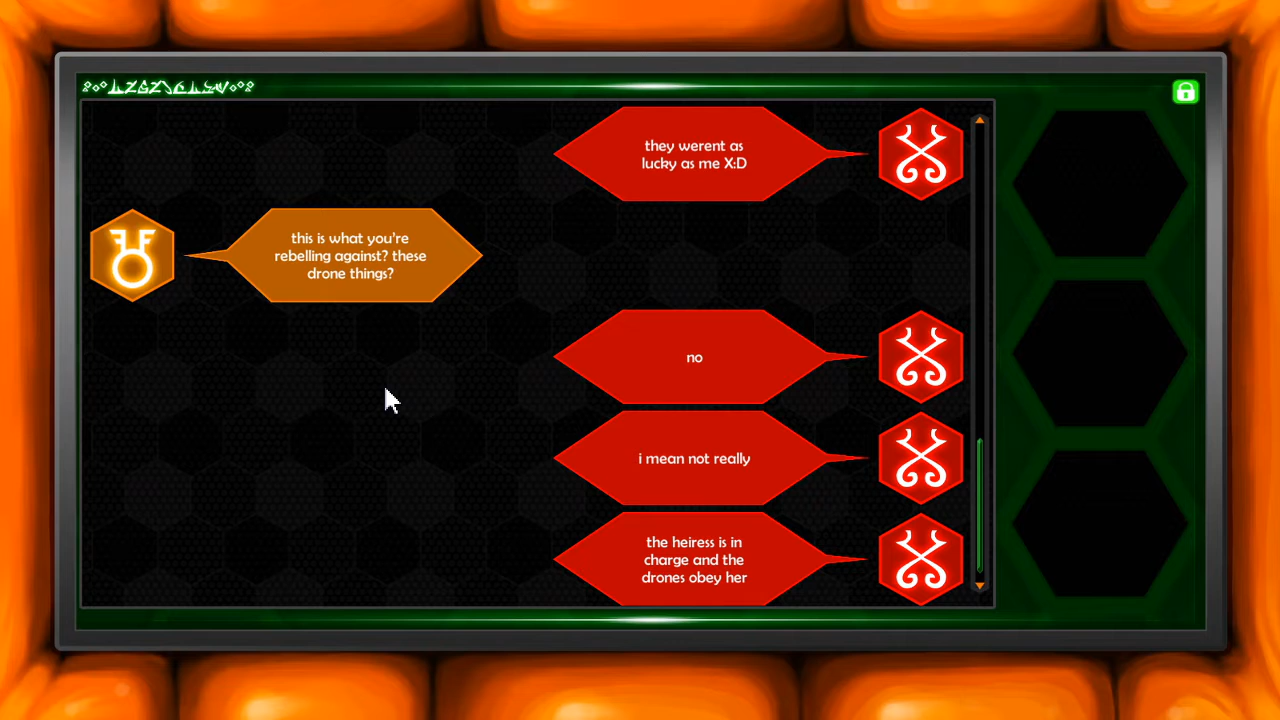 they werent as
lucky as me X:D
this is what you're
rebelling against? these
drone things?
no
i mean not really
the heiress is in
charge and the
drones obey her